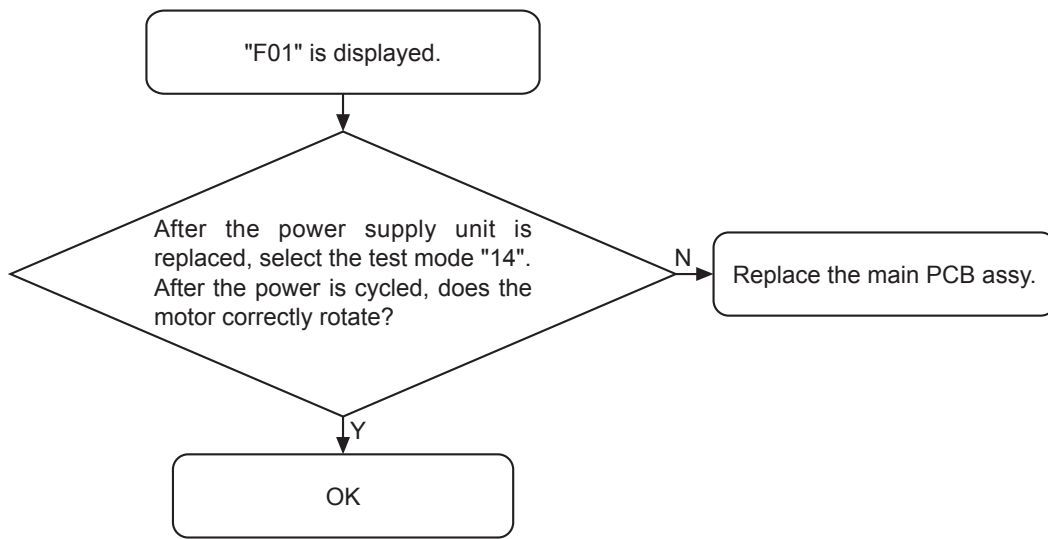 "F01" is displayed.
After the power supply unit is
replaced, select the test mode "14".
After the power is cycled, does the
motor correctly rotate?
N
Replace the main PCB assy.
Y
OK